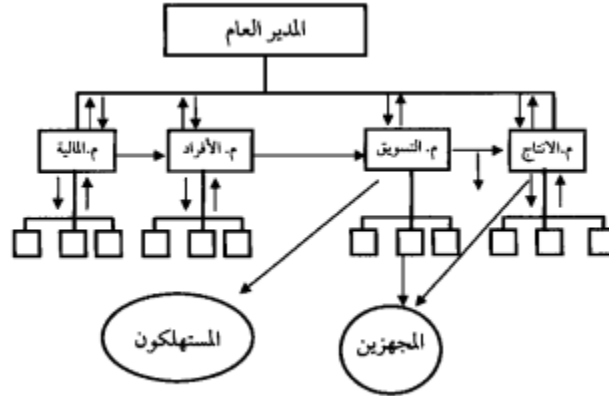 المدير العام
م.الانتاج
م. التسويق
م. الأفراد
م.المالية
المجهزين
المستهلكون